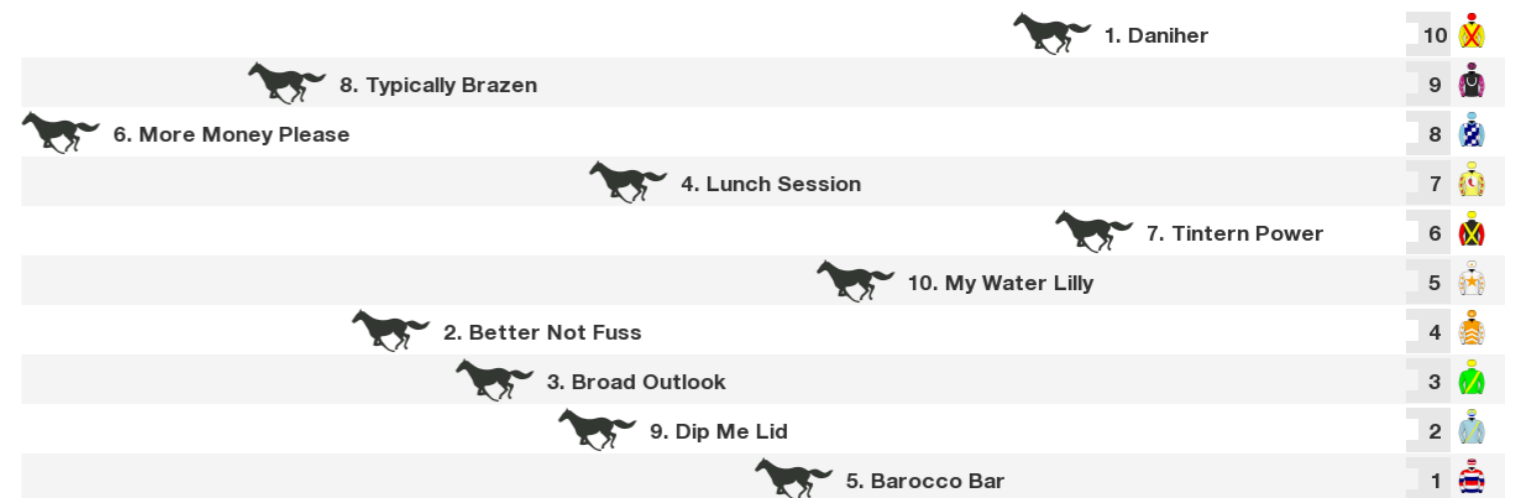 1. Daniher 10
8. Typically Brazen 9
6. More Money Please 8
4. Lunch Session 7
7. Tintern Power 6
10. My Water Lilly 5
2. Better Not Fuss 4
3. Broad Outlook 3
9. Dip Me Lid 2
5. Barocco Bar 1